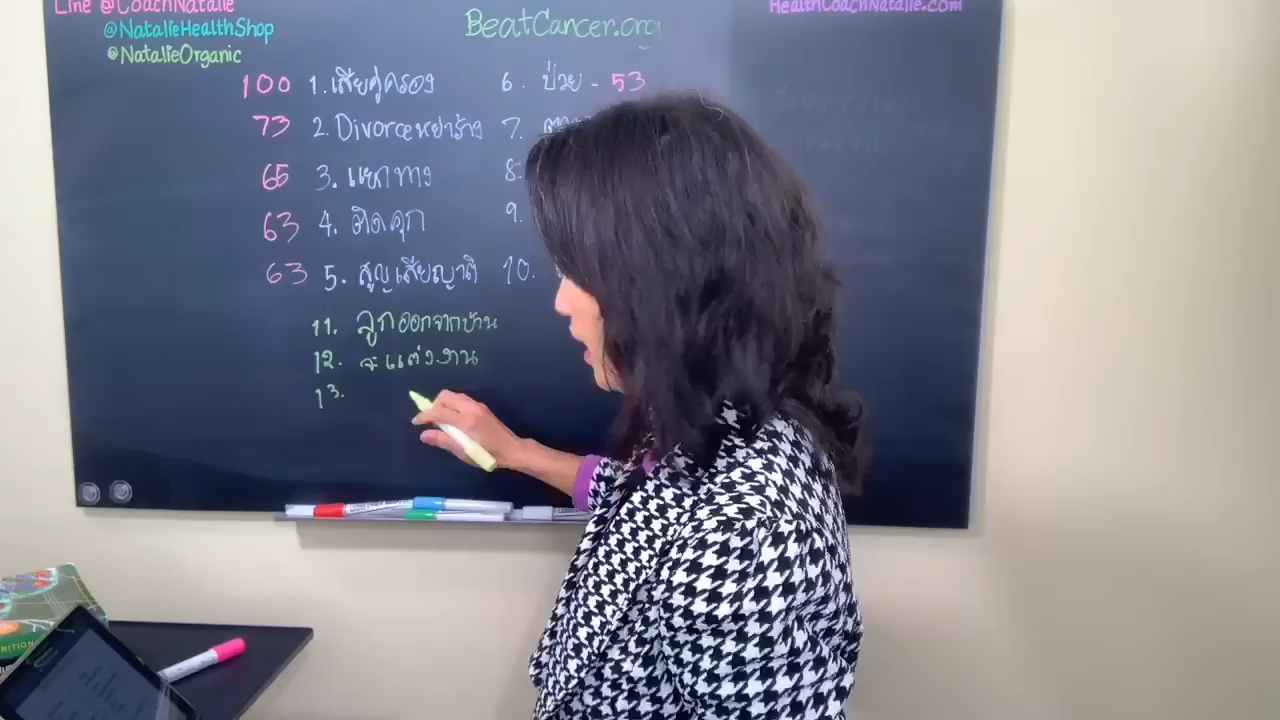 Line @CoachNatalie
@NatalieHealthShop
@NatalieOrganic
BeatCancer.org
HealthCoachNatalie.com
100 1. เสียคู่ครอง
73 2. Divorce หย่าร้าง
65 3. แยกทาง
63 4. ติดคุก
63 5. สูญเสียญาติ
6. ป่วย - 53
7.
8.
9.
10.
11. ลูกออกจากบ้าน
12. จะแต่งงาน
13.